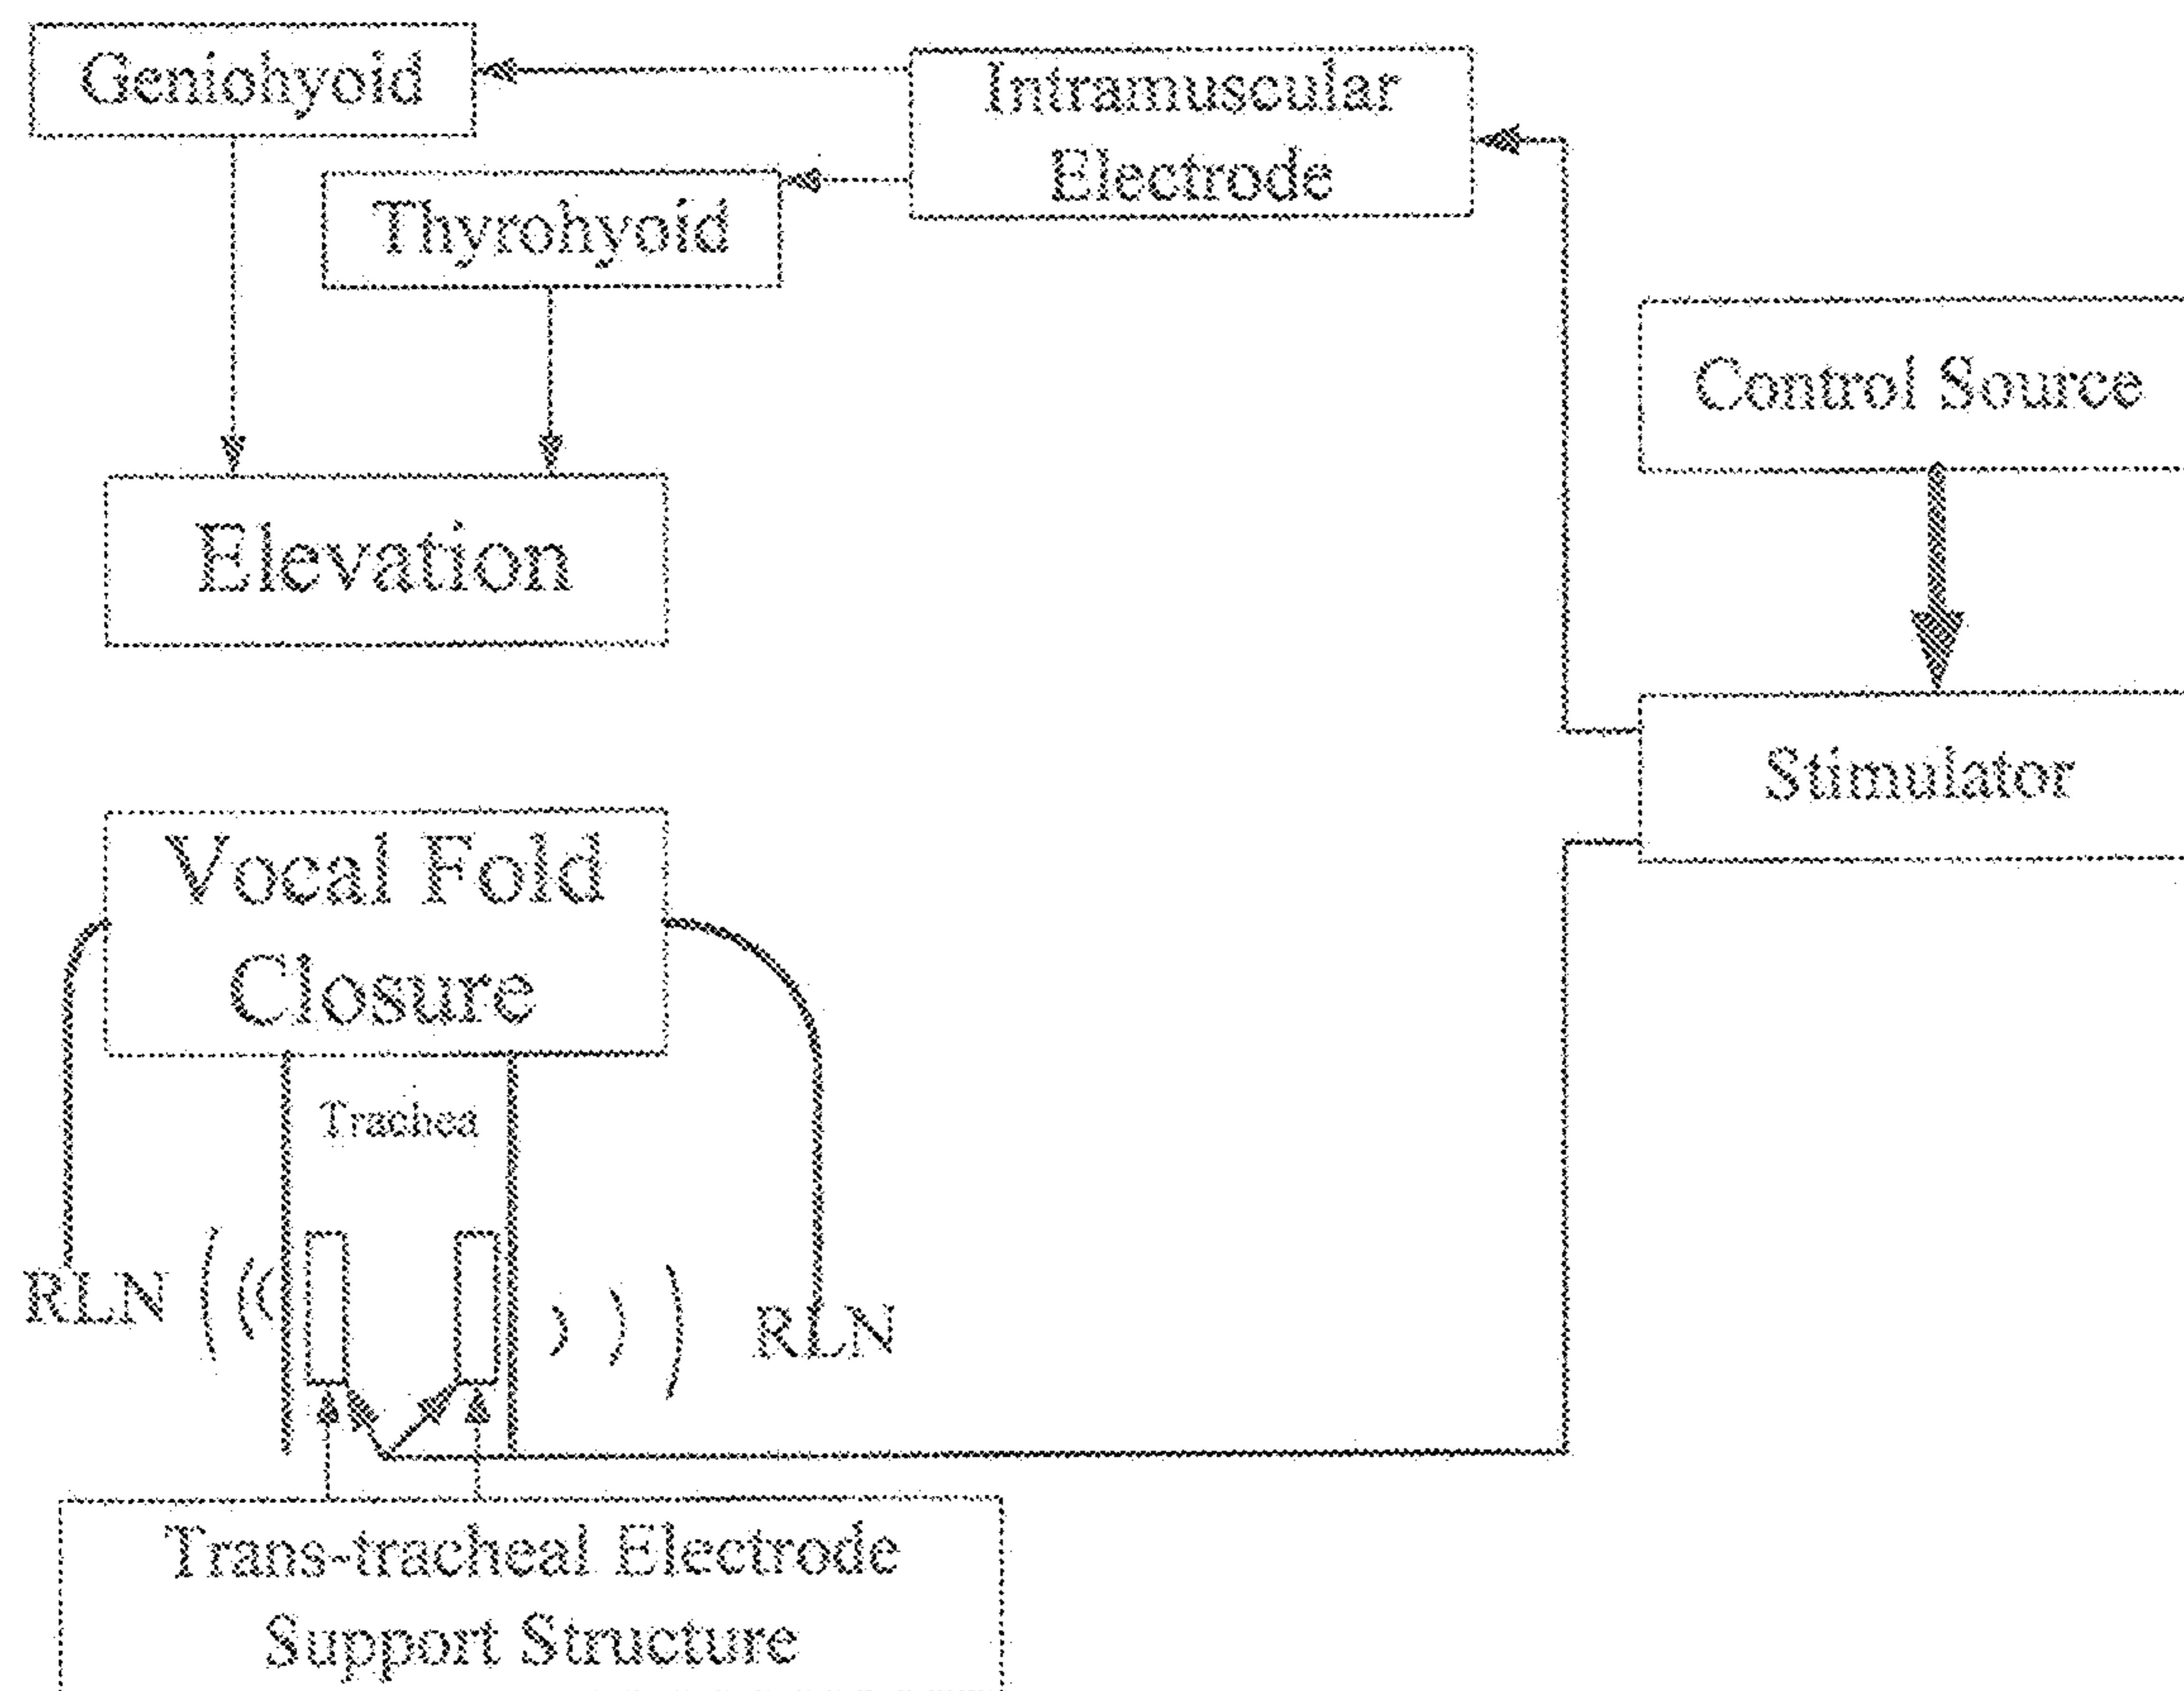 Geniohyoid
Intramuscular
Electrode
Thyrohyoid
Control Source
Elevation
Stimulator
Vocal Fold
Closure
Trachea
RLN
RLN
Trans-tracheal Electrode
Support Structure